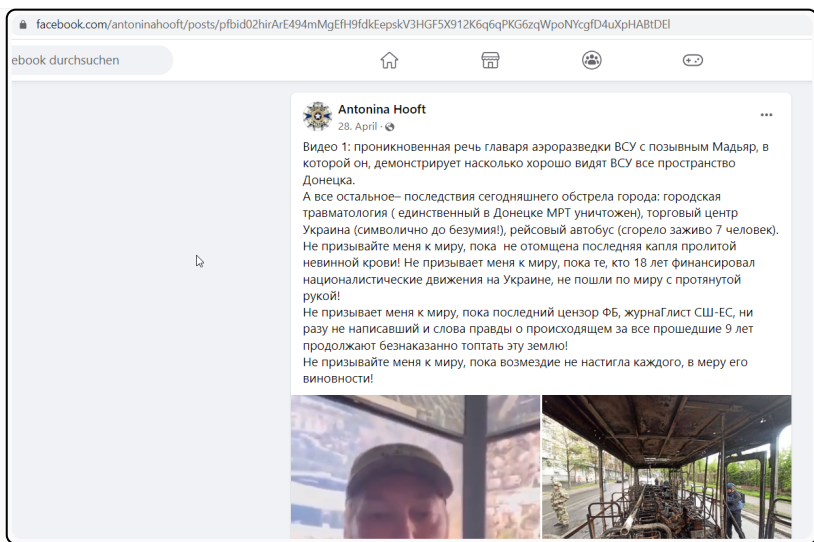 facebook.com/antoninahooft/posts/pfbid02hirArE494mMgEfH9fdkEepskV3HGF5X912K6q6qPKG6zqWpoNYcgfD4uXpHABtDEl
ebook durchsuchen
Antonina Hooft
28. April ·
Видео 1: проникновенная речь главаря аэроразведки ВСУ с позывным Мадьяр, в
которой он, демонстрирует насколько хорошо видят ВСУ все пространство
Донецка.
А все остальное– последствия сегодняшнего обстрела города: городская
травматология ( единственный в Донецке МРТ уничтожен), торговый центр
Украина (символично до безумия!), рейсовый автобус (сгорело заживо 7 человек).
Не призывайте меня к миру, пока не отомщена последняя капля пролитой
невинной крови! Не призывает меня к миру, пока те, кто 18 лет финансировал
националистические движения на Украине, не пошли по миру с протянутой
рукой!
Не призывает меня к миру, пока последний цензор ФБ, журнаГлист СШ-ЕС, ни
разу не написавший и слова правды о происходящем за все прошедшие 9 лет
продолжают безнаказанно топтать эту землю!
Не призывайте меня к миру, пока возмездие не настигла каждого, в меру его
виновности!